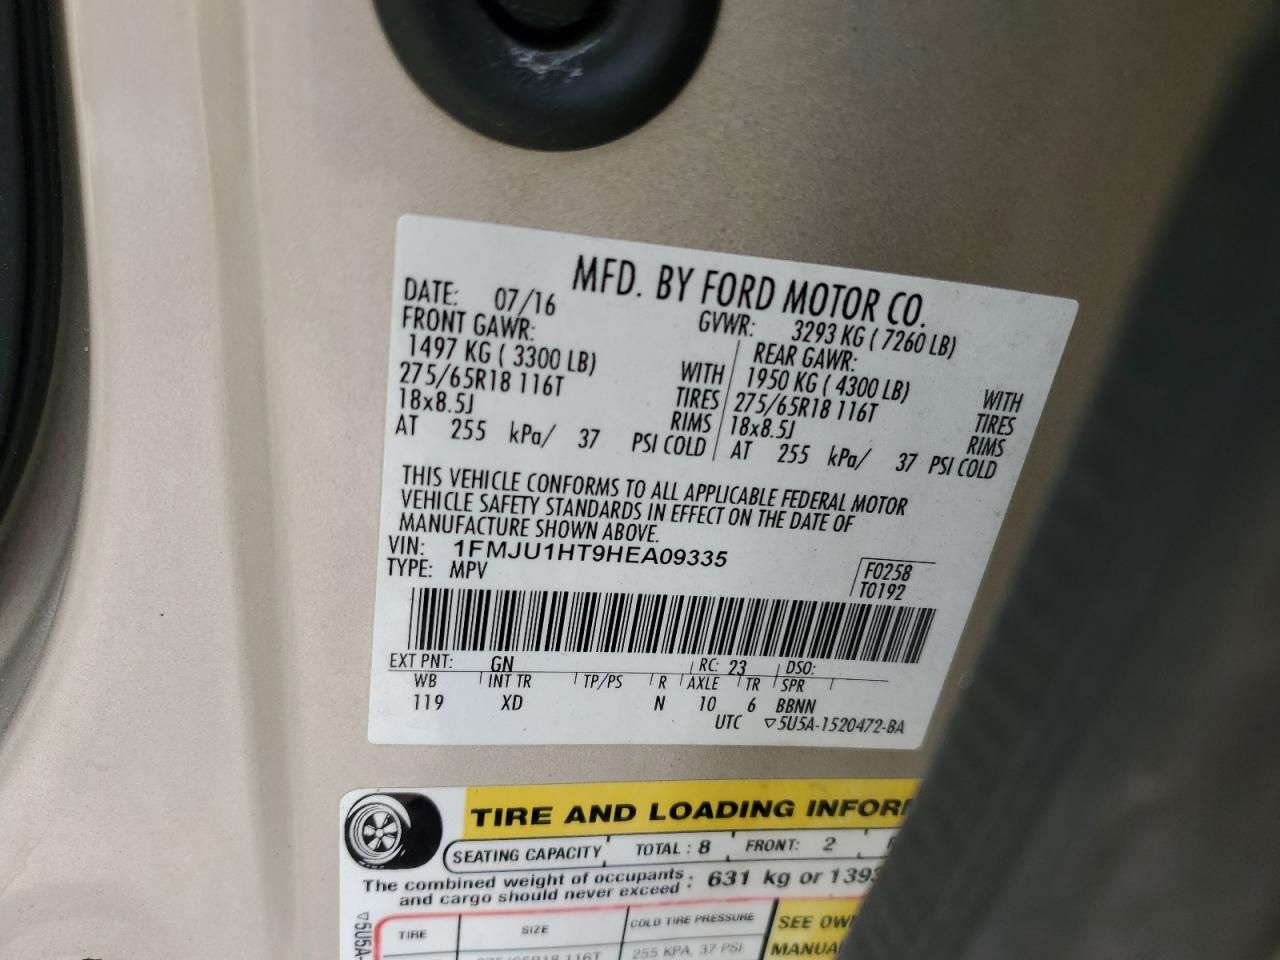 MFD. BY FORD MOTOR CO.
DATE: 07/16 GVWR: 3293 KG ( 7260 LB)
FRONT GAWR: REAR GAWR:
1497 KG ( 3300 LB) WITH 1950 KG ( 4300 LB) WITH
275/65R18 116T TIRES 275/65R18 116T TIRES
18x8.5J RIMS 18x8.5J RIMS
AT 255 kPa/ 37 PSI COLD AT 255 kPa/ 37 PSI COLD
THIS VEHICLE CONFORMS TO ALL APPLICABLE FEDERAL MOTOR
VEHICLE SAFETY STANDARDS IN EFFECT ON THE DATE OF
MANUFACTURE SHOWN ABOVE.
VIN: 1FMJU1HT9HEA09335 F0258
TYPE: MPV T0192
EXT PNT: GN RC: 23 DSO:
WB INT TR TP/PS R AXLE TR SPR
119 XD N 10 6 BBNN
UTC ▽5U5A-1520472-BA
TIRE AND LOADING INFOR
SEATING CAPACITY TOTAL : 8 FRONT: 2
The combined weight of occupants : 631 kg or 1393
and cargo should never exceed
▽5U5A-
TIRE SIZE COLD TIRE PRESSURE SEE OWN
275/65R18 116T 255 KPA, 37 PSI MANUA